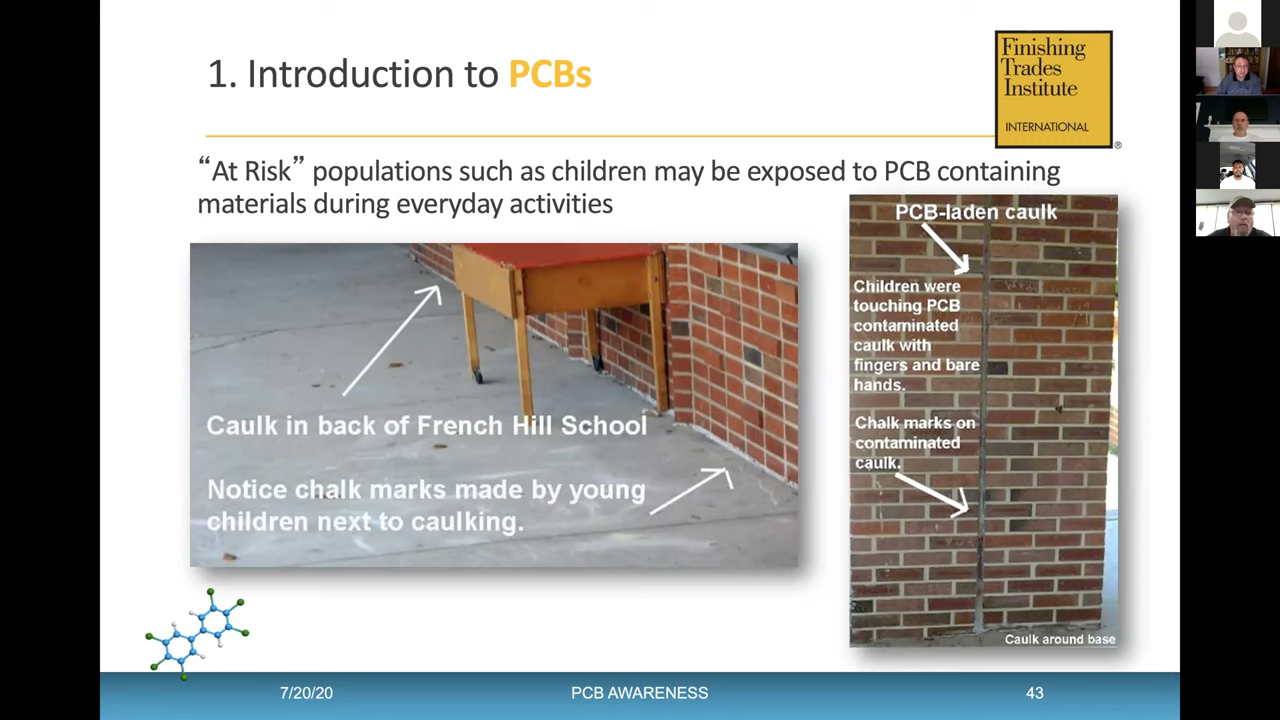 1. Introduction to PCBs
Finishing
Trades
Institute
INTERNATIONAL
®
“At Risk” populations such as children may be exposed to PCB containing
materials during everyday activities
Caulk in back of French Hill School
Notice chalk marks made by young
children next to caulking.
PCB-laden caulk
Children were
touching PCB
contaminated
caulk with
fingers and bare
hands.
Chalk marks on
contaminated
caulk.
Caulk around base
7/20/20
PCB AWARENESS
43